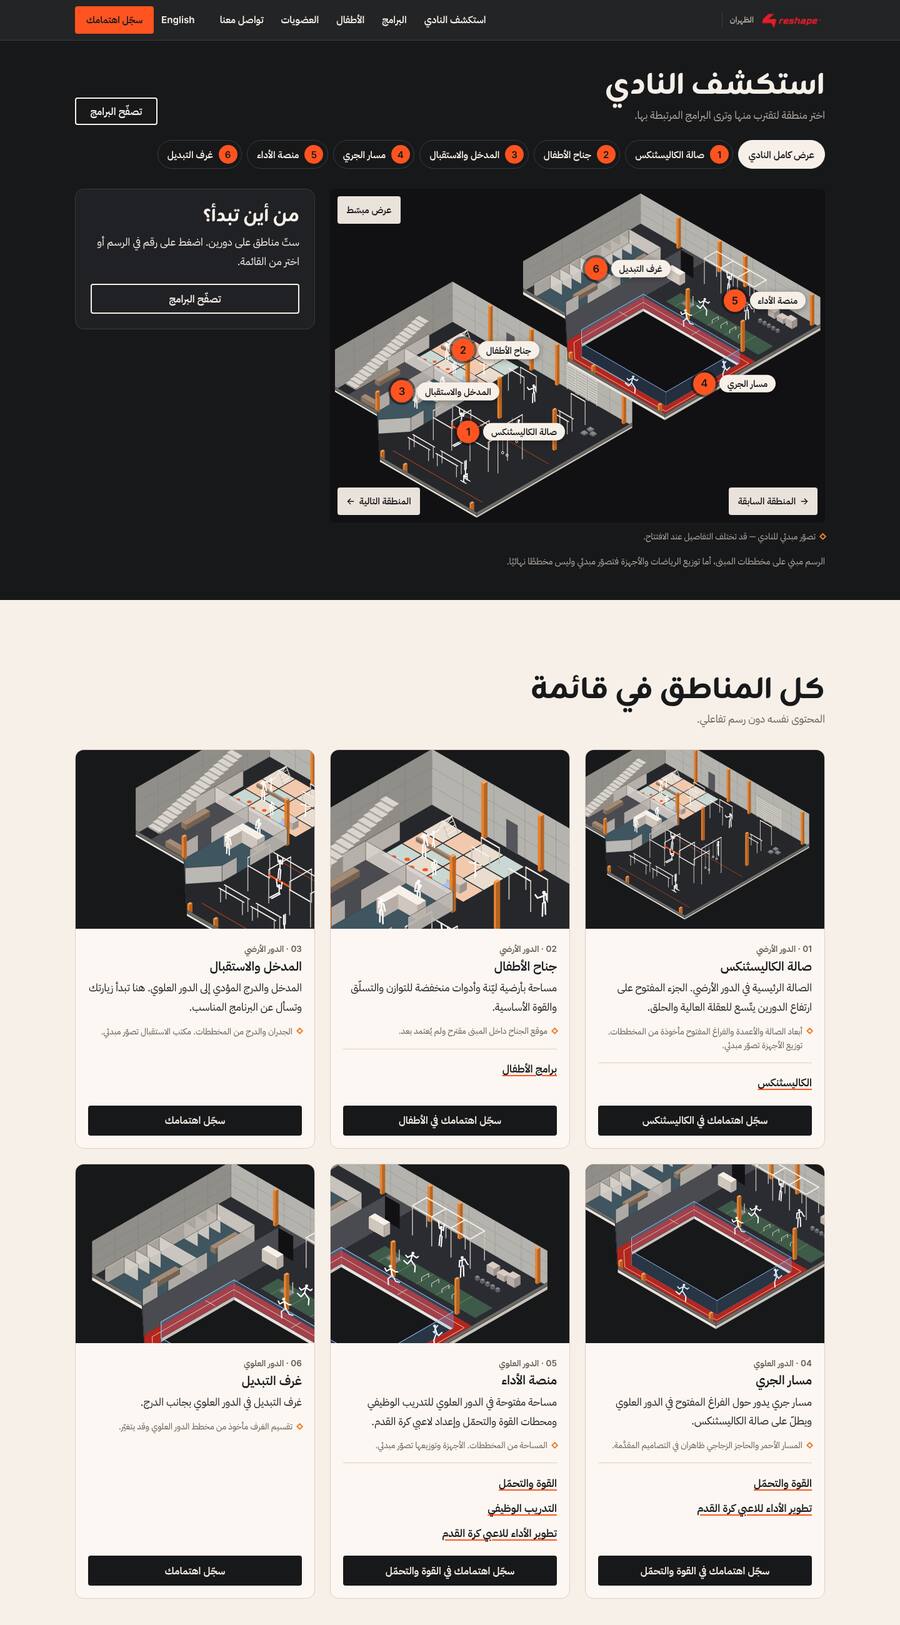 reshape
الظهران
استكشف النادي
البرامج
الأطفال
العضويات
تواصل معنا
English
سجّل اهتمامك
استكشف النادي
اختر منطقة لتقترب منها وترى البرامج المرتبطة بها.
تصفّح البرامج
عرض كامل النادي
1 صالة الكاليسثنكس
2 جناح الأطفال
3 المدخل والاستقبال
4 مسار الجري
5 منصة الأداء
6 غرف التبديل
عرض مبسّط
6 غرف التبديل
5 منصة الأداء
2 جناح الأطفال
4 مسار الجري
3 المدخل والاستقبال
1 صالة الكاليسثنكس
→ المنطقة السابقة
المنطقة التالية ←
من أين تبدأ؟
ستّ مناطق على دورين. اضغط على رقم في الرسم أو
اختر من القائمة.
تصفّح البرامج
تصوّر مبدئي للنادي — قد تختلف التفاصيل عند الافتتاح.
الرسم مبني على مخططات المبنى، أما توزيع الرياضات والأجهزة فتصوّر مبدئي وليس مخططًا نهائيًا.
كل المناطق في قائمة
المحتوى نفسه دون رسم تفاعلي.
01 · الدور الأرضي
صالة الكاليسثنكس
الصالة الرئيسية في الدور الأرضي. الجزء المفتوح على
ارتفاع الدورين يتّسع للعقلة العالية والحلق.
أبعاد الصالة والأعمدة والفراغ المفتوح مأخوذة من المخططات.
توزيع الأجهزة تصوّر مبدئي.
الكاليسثنكس
سجّل اهتمامك في الكاليسثنكس
02 · الدور الأرضي
جناح الأطفال
مساحة بأرضية ليّنة وأدوات منخفضة للتوازن والتسلّق
والقوة الأساسية.
موقع الجناح داخل المبنى مقترح ولم يُعتمد بعد.
برامج الأطفال
سجّل اهتمامك في الأطفال
03 · الدور الأرضي
المدخل والاستقبال
المدخل والدرج المؤدي إلى الدور العلوي. هنا تبدأ زيارتك
وتسأل عن البرنامج المناسب.
الجدران والدرج من المخططات. مكتب الاستقبال تصوّر مبدئي.
سجّل اهتمامك
04 · الدور العلوي
مسار الجري
مسار جري يدور حول الفراغ المفتوح في الدور العلوي
ويطلّ على صالة الكاليسثنكس.
المسار الأحمر والحاجز الزجاجي ظاهران في التصاميم المقدَّمة.
القوة والتحمّل
تطوير الأداء للاعبي كرة القدم
سجّل اهتمامك في القوة والتحمّل
05 · الدور العلوي
منصة الأداء
مساحة مفتوحة في الدور العلوي للتدريب الوظيفي
ومحطات القوة والتحمّل وإعداد لاعبي كرة القدم.
المساحة من المخططات. الأجهزة وتوزيعها تصوّر مبدئي.
القوة والتحمّل
التدريب الوظيفي
تطوير الأداء للاعبي كرة القدم
سجّل اهتمامك في القوة والتحمّل
06 · الدور العلوي
غرف التبديل
غرف التبديل في الدور العلوي بجانب الدرج.
تقسيم الغرف مأخوذ من مخطط الدور العلوي وقد يتغيّر.
سجّل اهتمامك